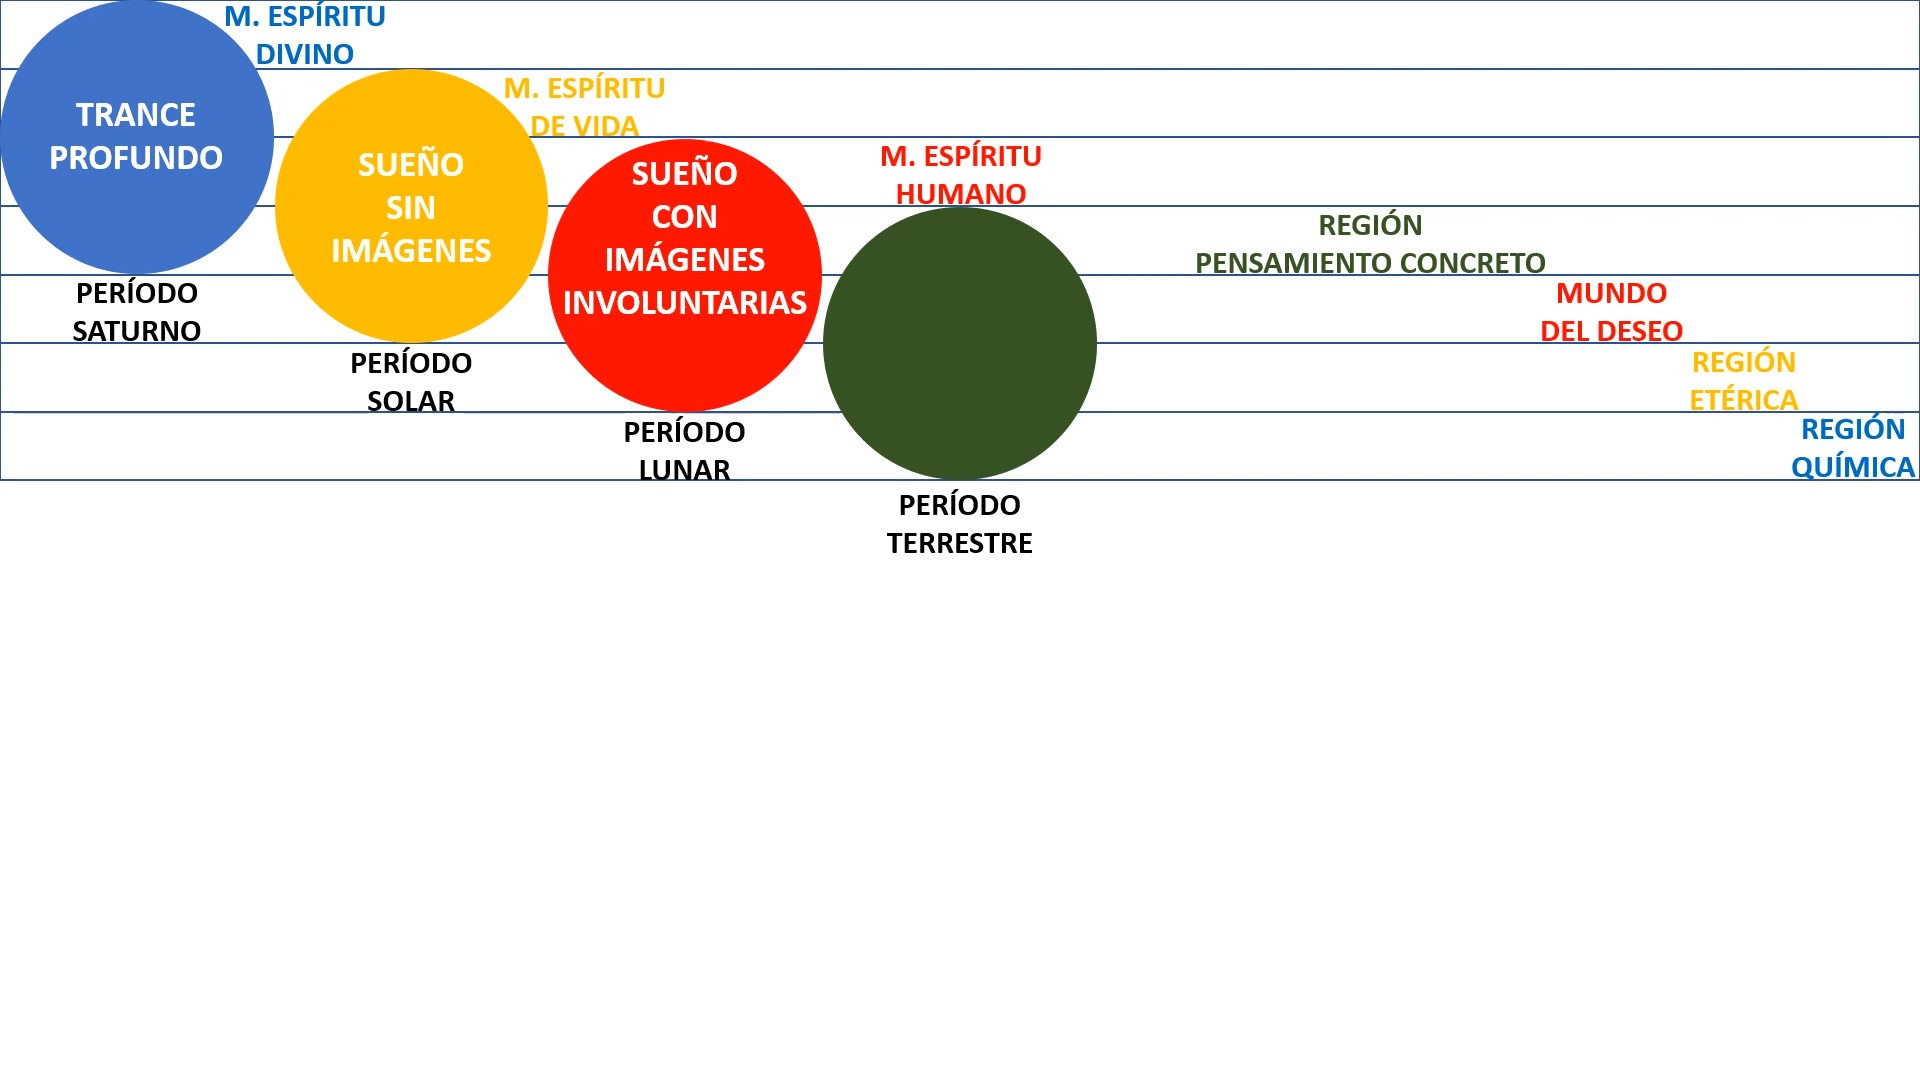 M. ESPÍRITU
DIVINO
TRANCE
PROFUNDO
PERÍODO
SATURNO
M. ESPÍRITU
DE VIDA
SUEÑO
SIN
IMÁGENES
PERÍODO
SOLAR
SUEÑO
CON
IMÁGENES
INVOLUNTARIAS
PERÍODO
LUNAR
M. ESPÍRITU
HUMANO
PERÍODO
TERRESTRE
REGIÓN
PENSAMIENTO CONCRETO
MUNDO
DEL DESEO
REGIÓN
ETÉRICA
REGIÓN
QUÍMICA